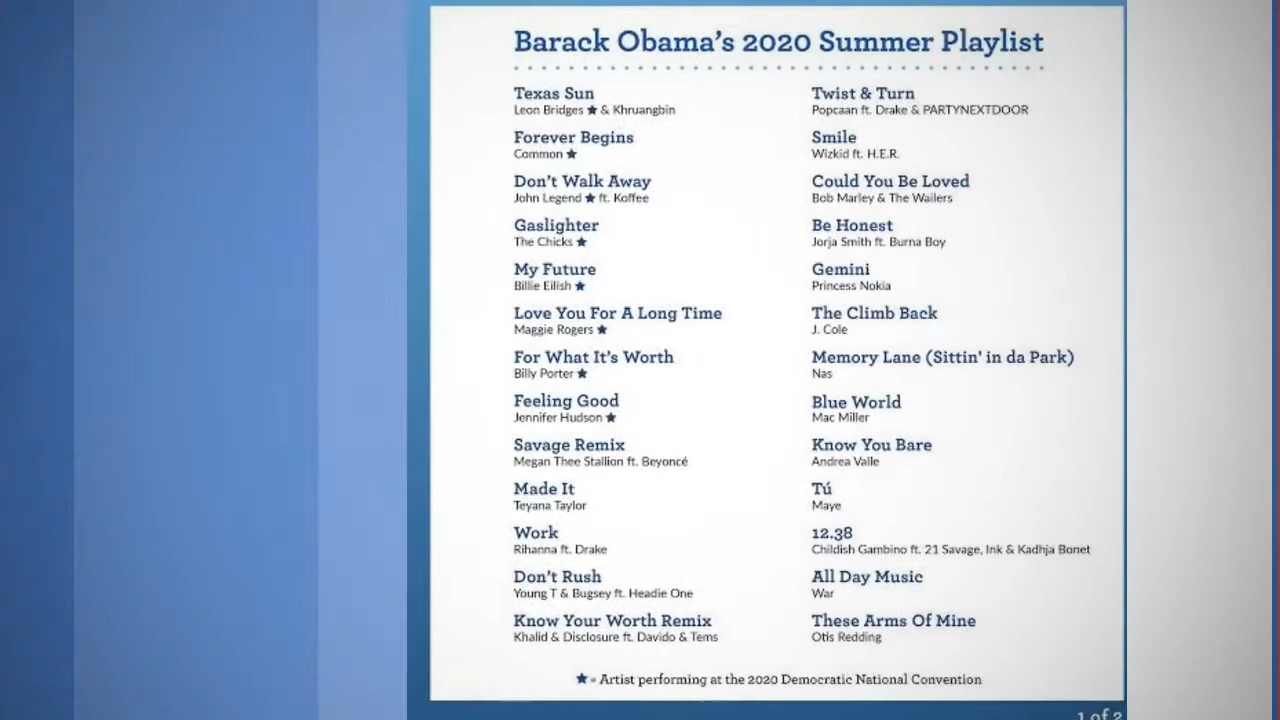 Barack Obama's 2020 Summer Playlist
Texas Sun
Leon Bridges ★ & Khruangbin
Forever Begins
Common ★
Don't Walk Away
John Legend ★ ft. Koffee
Gaslighter
The Chicks ★
My Future
Billie Eilish ★
Love You For A Long Time
Maggie Rogers ★
For What It's Worth
Billy Porter ★
Feeling Good
Jennifer Hudson ★
Savage Remix
Megan Thee Stallion ft. Beyoncé
Made It
Teyana Taylor
Work
Rihanna ft. Drake
Don't Rush
Young T & Bugsey ft. Headie One
Know Your Worth Remix
Khalid & Disclosure ft. Davido & Tems
Twist & Turn
Popcaan ft. Drake & PARTYNEXTDOOR
Smile
Wizkid ft. H.E.R.
Could You Be Loved
Bob Marley & The Wailers
Be Honest
Jorja Smith ft. Burna Boy
Gemini
Princess Nokia
The Climb Back
J. Cole
Memory Lane (Sittin' in da Park)
Nas
Blue World
Mac Miller
Know You Bare
Andrea Valle
Tú
Maye
12.38
Childish Gambino ft. 21 Savage, Ink & Kadhja Bonet
All Day Music
War
These Arms Of Mine
Otis Redding
★ = Artist performing at the 2020 Democratic National Convention
1 of 2